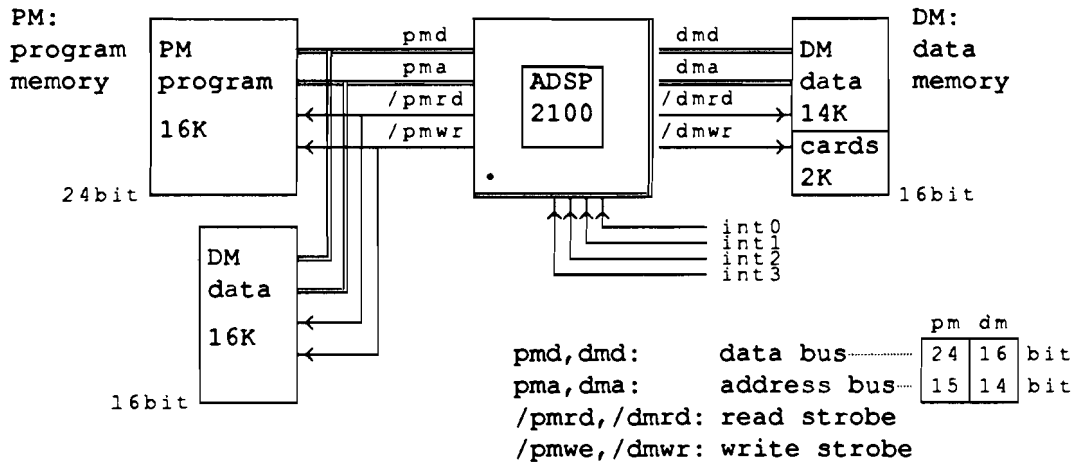 PM:
program
memory
PM
program
16K
24bit
pmd
pma
/pmrd
/pmwr
ADSP
2100
dmd
dma
/dmrd
/dmwr
DM
data
14K
cards
2K
16bit
DM:
data
memory
DM
data
16K
16bit
int0
int1
int2
int3
pm dm
pmd,dmd: data bus 24 16 bit
pma,dma: address bus 15 14 bit
/pmrd,/dmrd: read strobe
/pmwe,/dmwr: write strobe